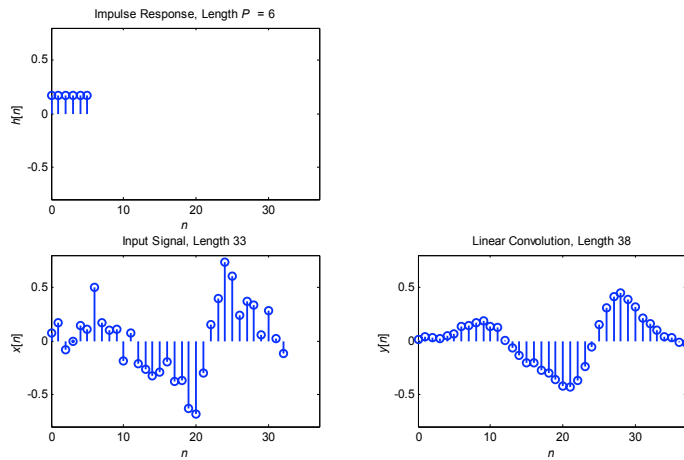 Impulse Response, Length P = 6
0.5
0
-0.5
h[n]
0 10 20 30
n
Input Signal, Length 33
0.5
0
-0.5
x[n]
0 10 20 30
n
Linear Convolution, Length 38
0.5
0
-0.5
y[n]
0 10 20 30
n